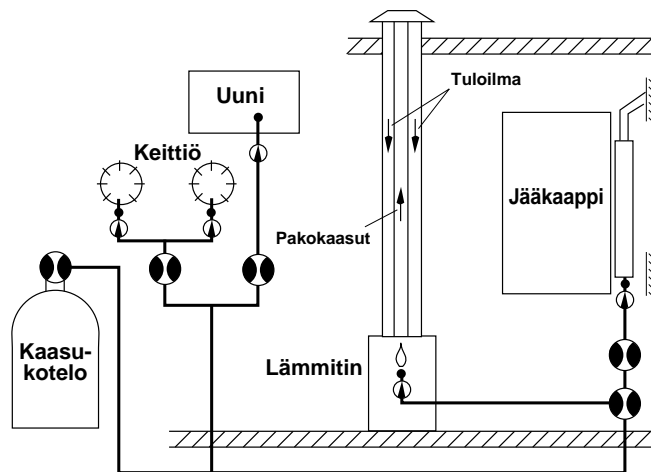 Tuloilma
Uuni
Keittiö
Jääkaappi
Pakokaasut
Kaasu-
kotelo
Lämmitin